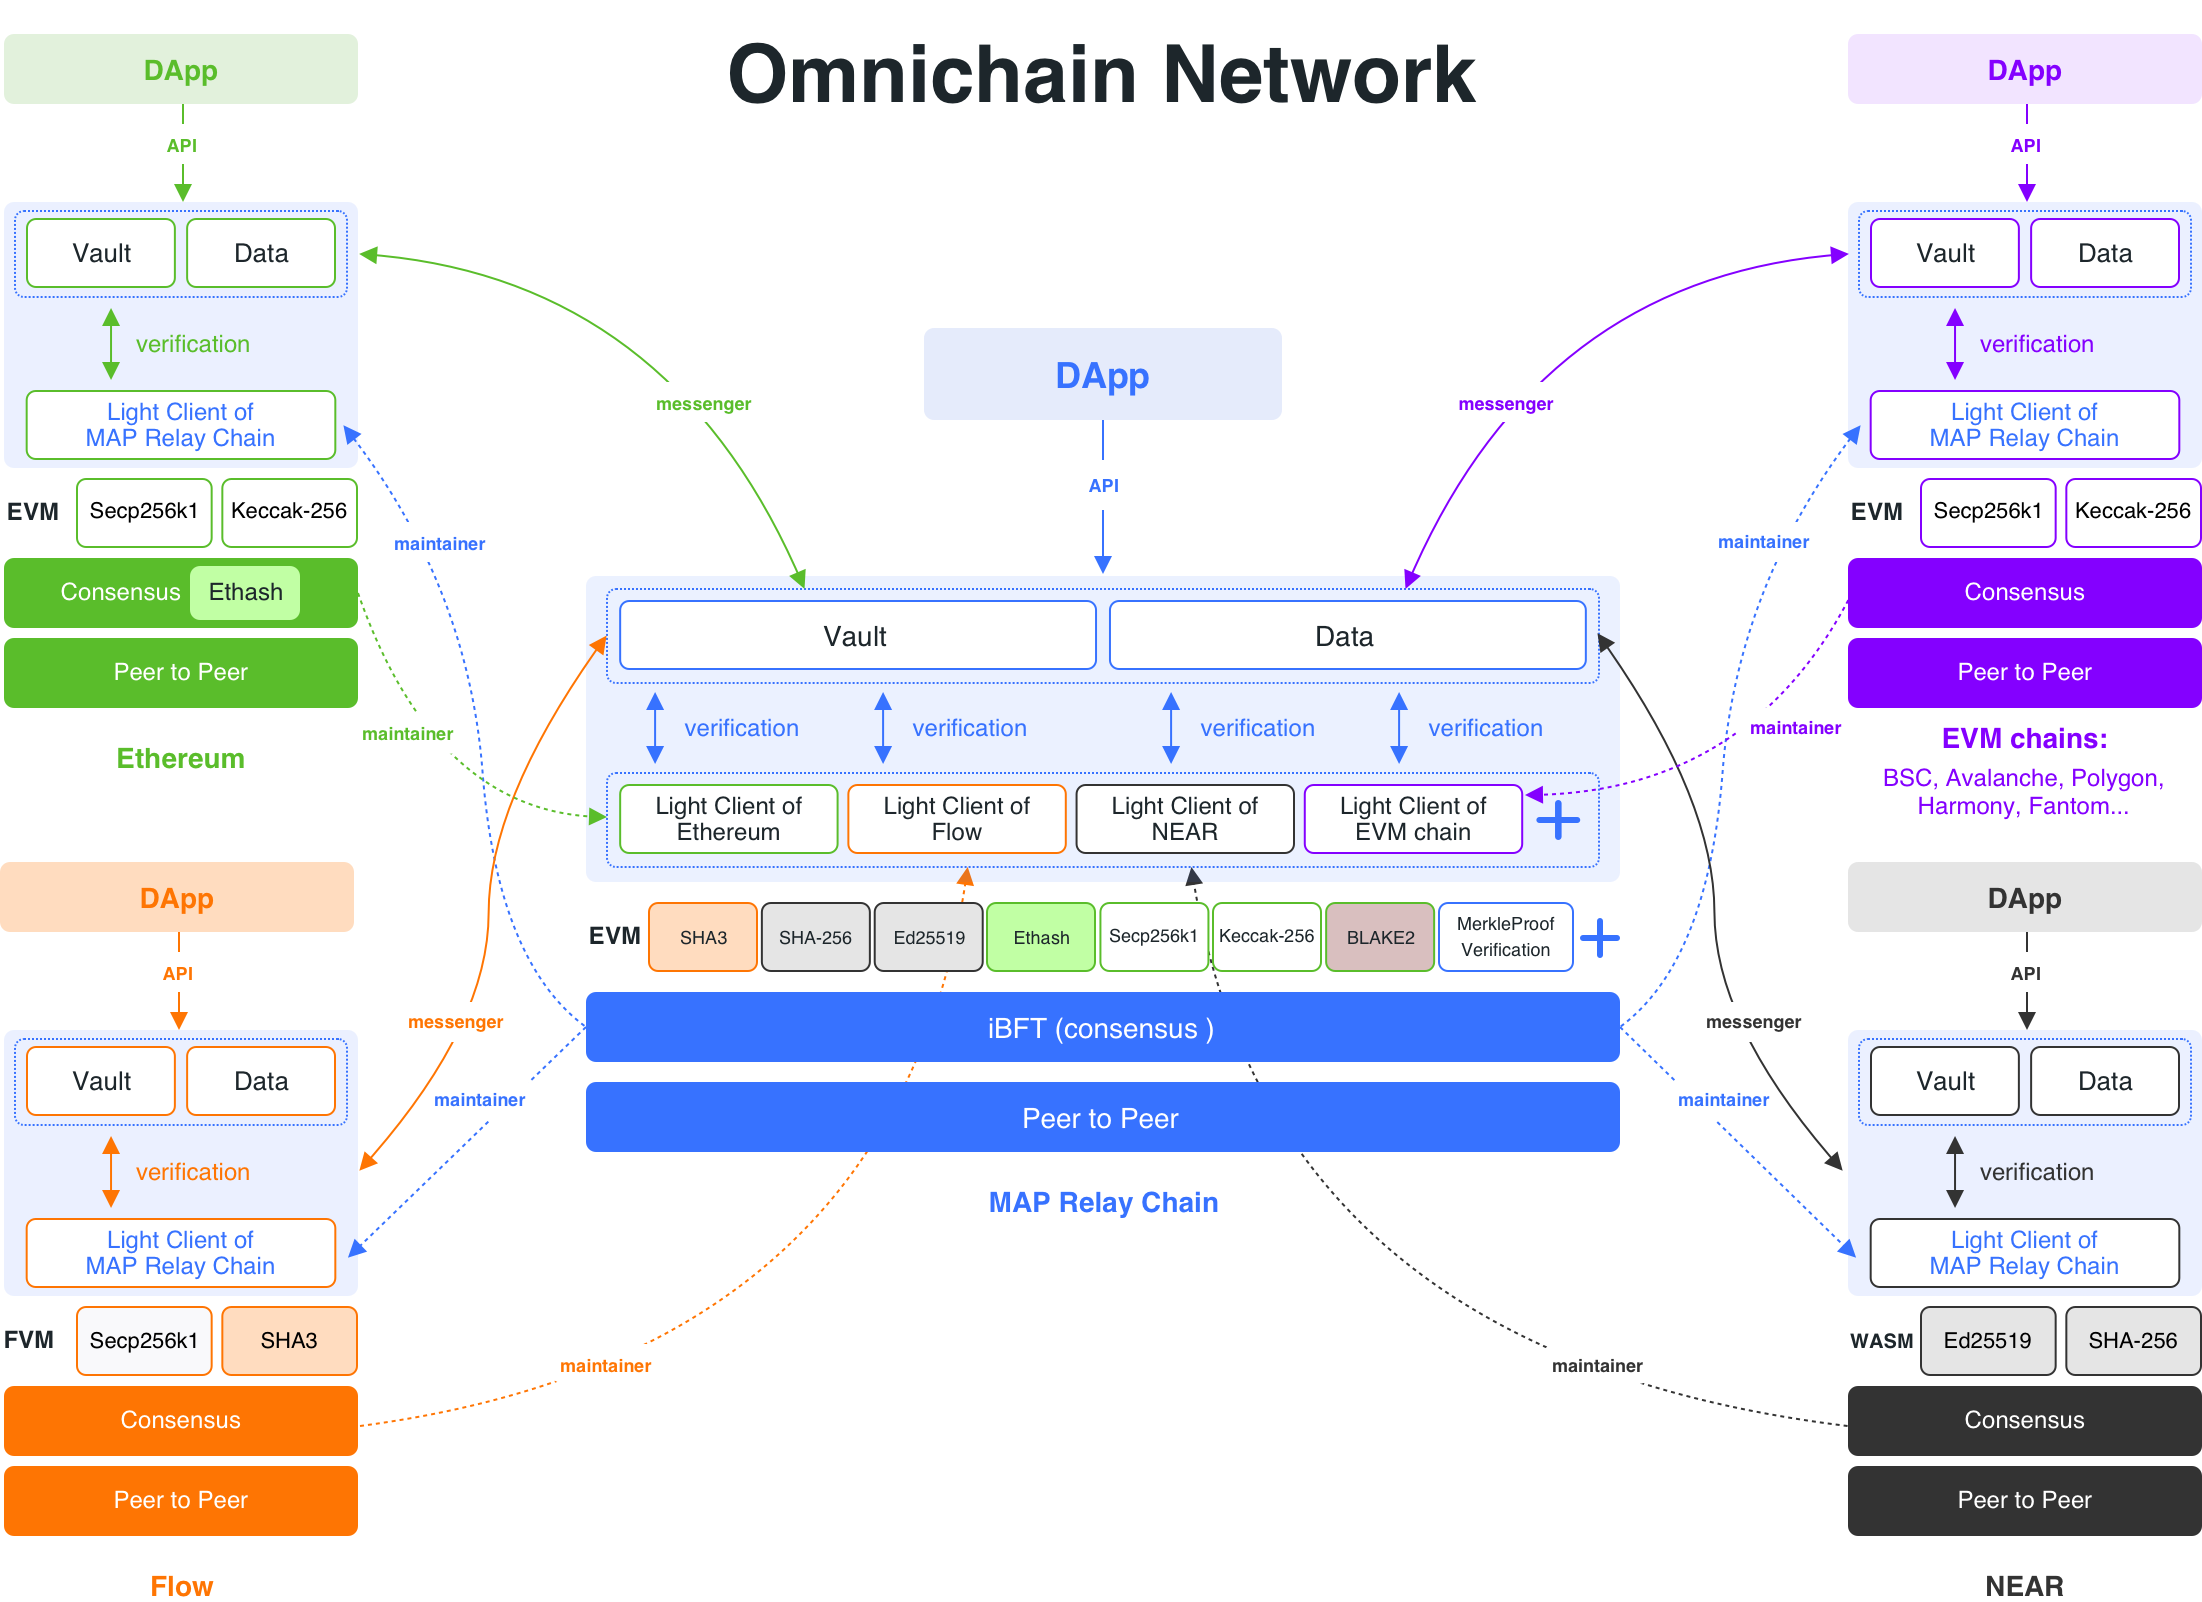 Omnichain Network
DApp
API
Vault
Data
verification
Light Client of
MAP Relay Chain
EVM
Secp256k1
Keccak-256
Consensus
Ethash
Peer to Peer
Ethereum
messenger
maintainer
maintainer
DApp
API
Vault
Data
verification
Light Client of
MAP Relay Chain
FVM
Secp256k1
SHA3
Consensus
Peer to Peer
Flow
messenger
maintainer
maintainer
DApp
API
Vault
Data
verification
verification
verification
verification
Light Client of
Ethereum
Light Client of
Flow
Light Client of
NEAR
Light Client of
EVM chain
EVM
SHA3
SHA-256
Ed25519
Ethash
Secp256k1
Keccak-256
BLAKE2
MerkleProof
Verification
iBFT (consensus )
Peer to Peer
MAP Relay Chain
messenger
maintainer
maintainer
DApp
API
Vault
Data
verification
Light Client of
MAP Relay Chain
EVM
Secp256k1
Keccak-256
Consensus
Peer to Peer
EVM chains:
BSC, Avalanche, Polygon,
Harmony, Fantom...
messenger
maintainer
maintainer
DApp
API
Vault
Data
verification
Light Client of
MAP Relay Chain
WASM
Ed25519
SHA-256
Consensus
Peer to Peer
NEAR